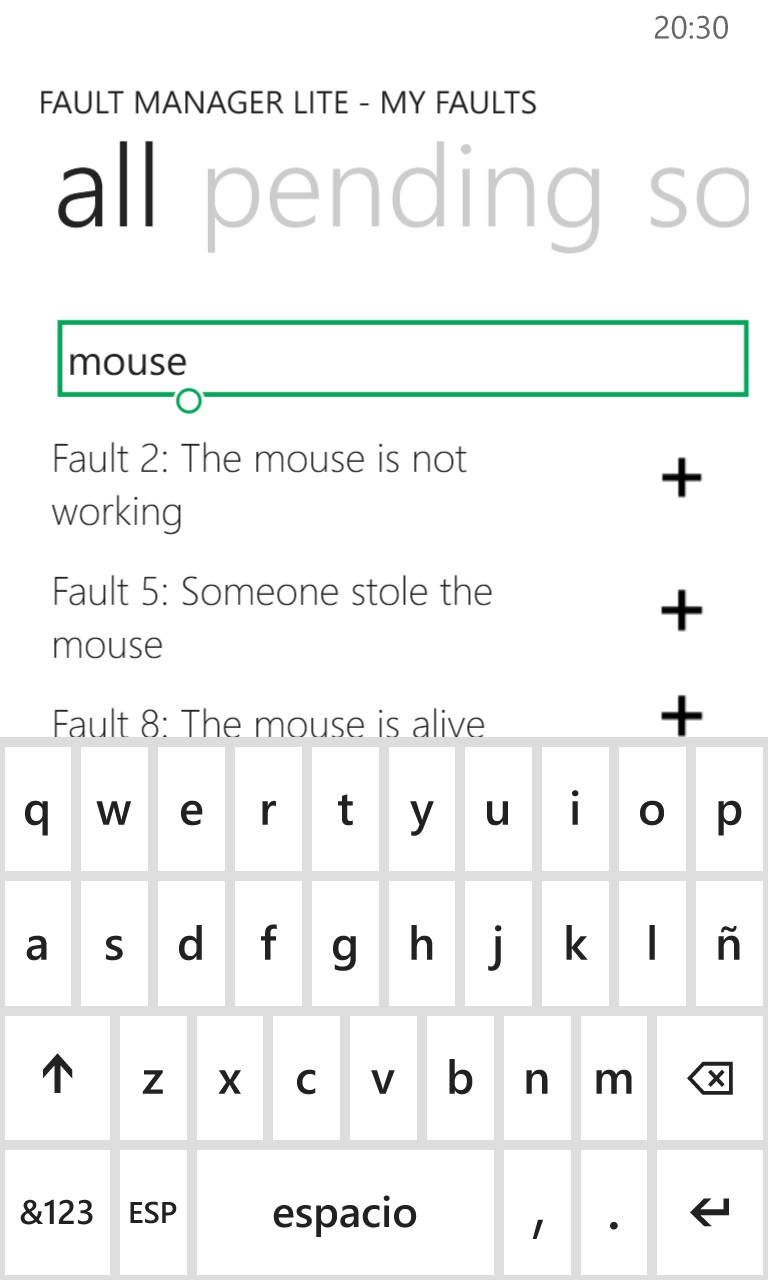 20:30
FAULT MANAGER LITE - MY FAULTS
all pending so
mouse
Fault 2: The mouse is not
working
Fault 5: Someone stole the
mouse
Fault 8: The mouse is alive
q w e r t y u i o p
a s d f g h j k l ñ
z x c v b n m
&123 ESP espacio , .